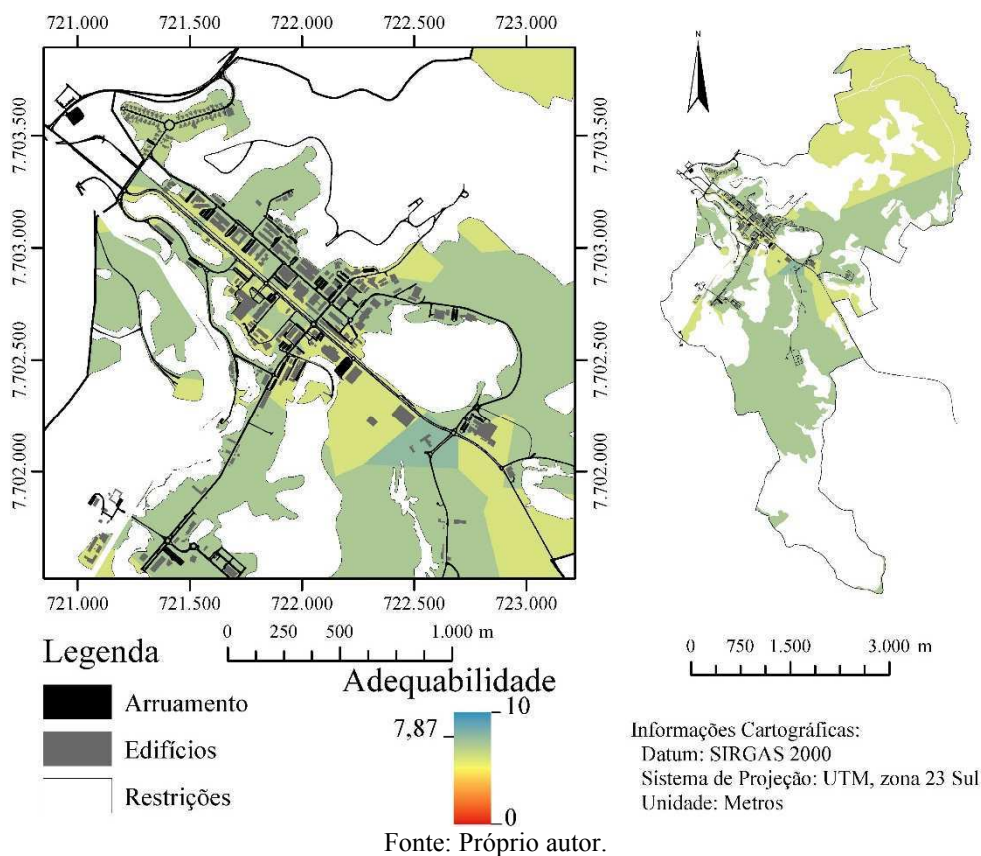 721.000 721.500 722.000 722.500 723.000
N
7.703.500 7.703.500
7.703.000 7.703.000
7.702.500 7.702.500
7.702.000 7.702.000
721.000 721.500 722.000 722.500 723.000
0 250 500 1.000 m
0 750 1.500 3.000 m
Legenda
Arruamento
Edifícios
Restrições
Adequabilidade
10
7,87
0
Informações Cartográficas:
Datum: SIRGAS 2000
Sistema de Projeção: UTM, zona 23 Sul
Unidade: Metros
Fonte: Próprio autor.